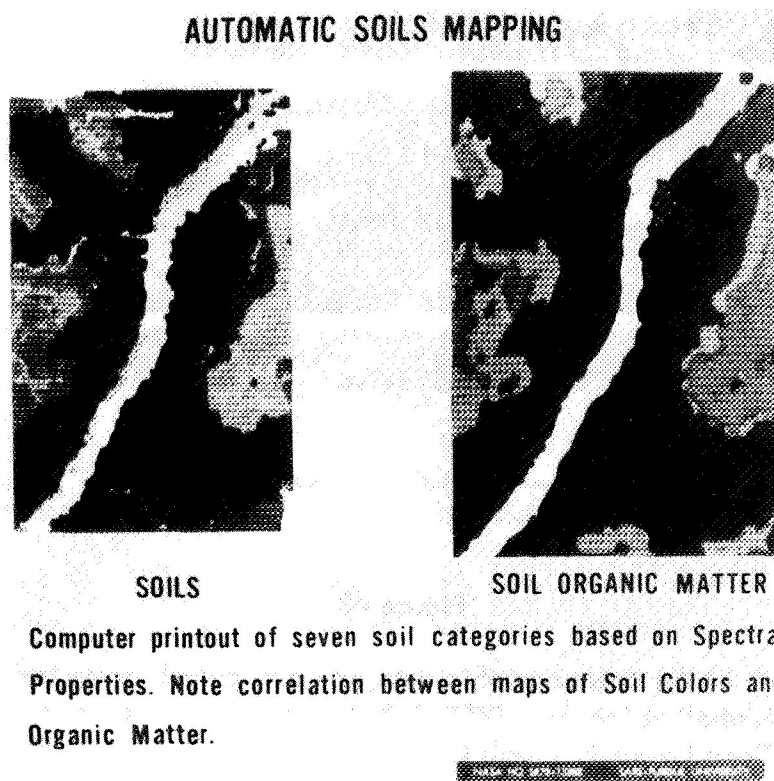 AUTOMATIC SOILS MAPPING
SOILS
SOIL ORGANIC MATTER
Computer printout of seven soil categories based on Spectra
Properties. Note correlation between maps of Soil Colors an
Organic Matter.